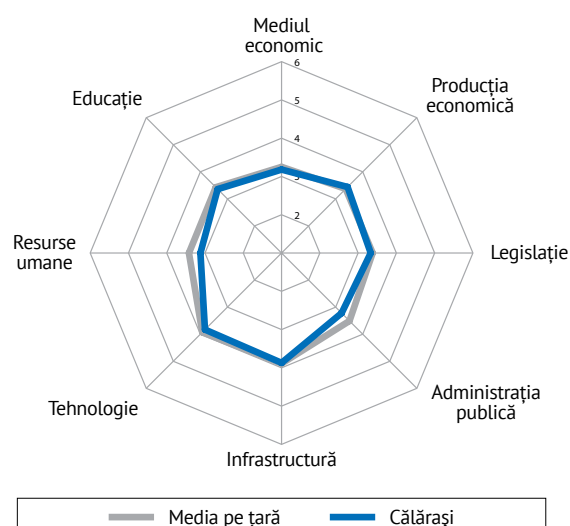 Mediul
economic
6
Educație
5
Producția
economică
4
3
2
Resurse
umane
Legislație
Tehnologie
Administrația
publică
Infrastructură
Media pe țară
Călărași